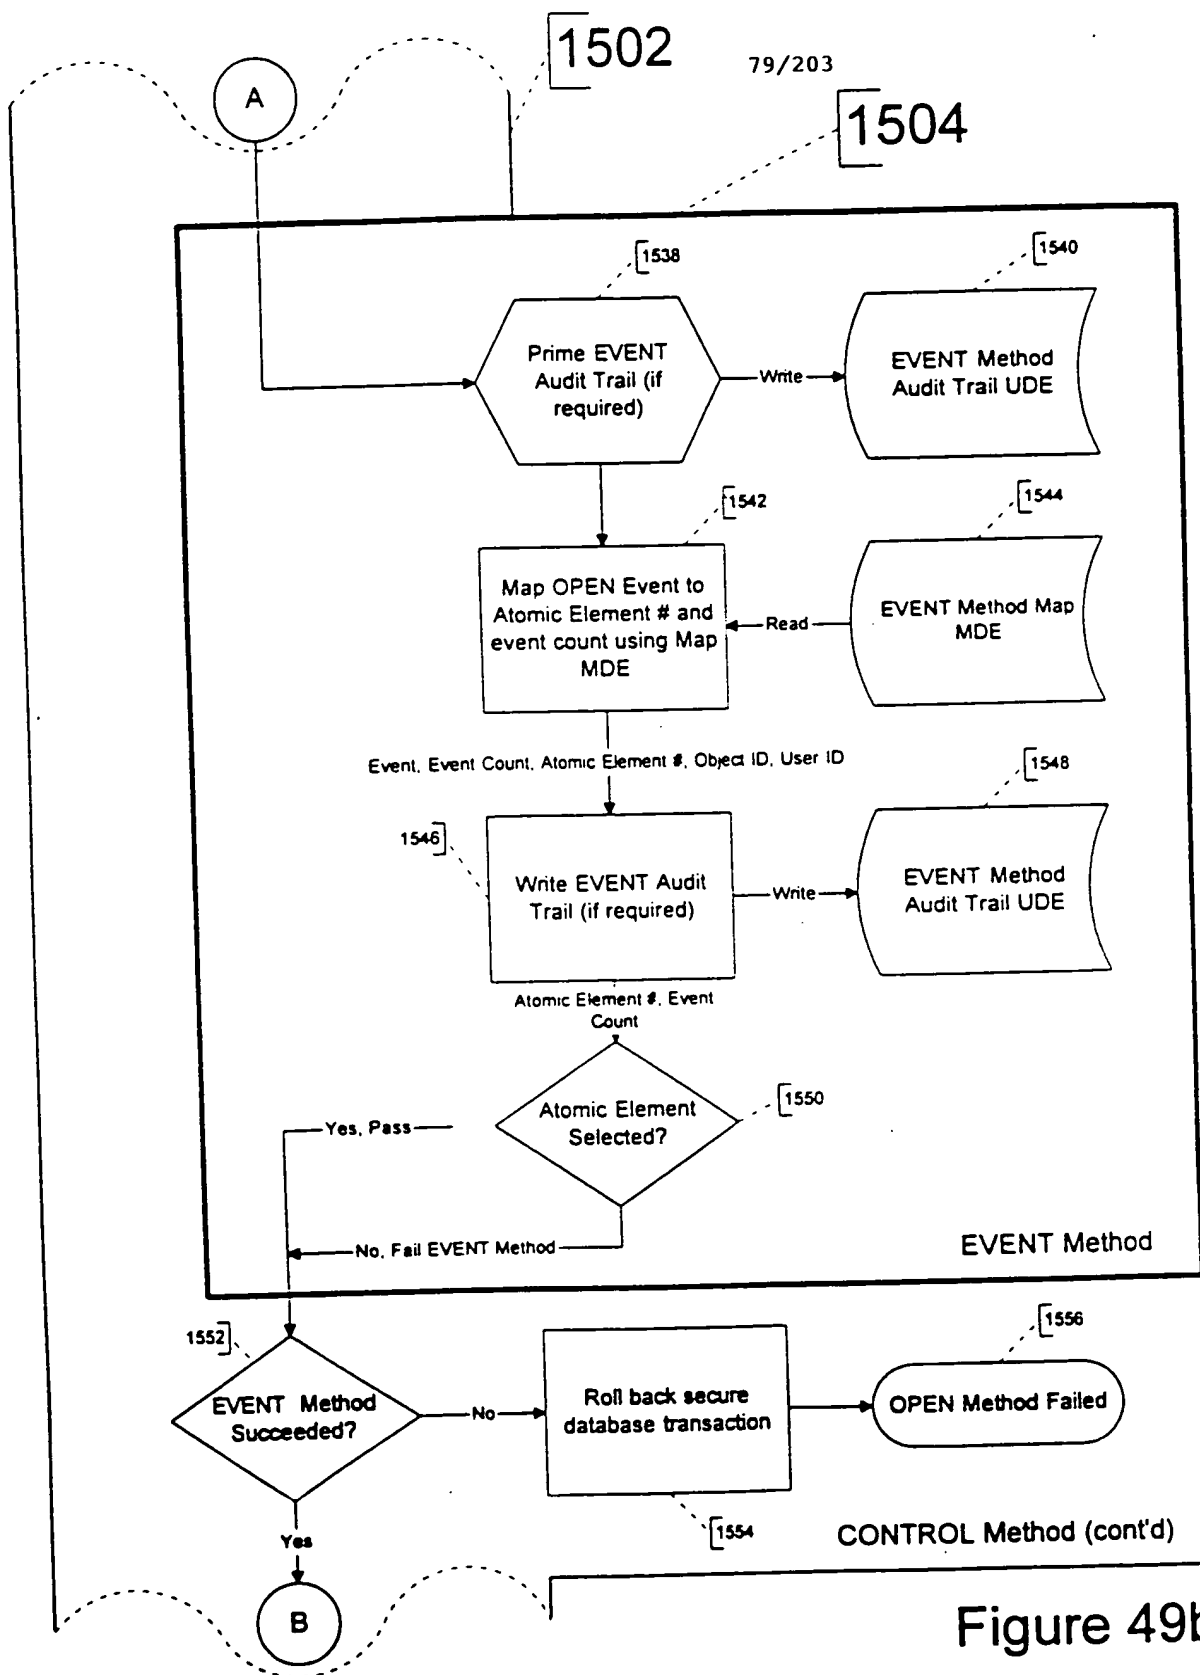 1502
79/203
A
1504
1538
1540
Prime EVENT
Audit Trail (if
required)
Write
EVENT Method
Audit Trail UDE
1542
1544
Map OPEN Event to
Atomic Element # and
event count using Map
MDE
Read
EVENT Method Map
MDE
Event, Event Count, Atomic Element #, Object ID, User ID
1546
1548
Write EVENT Audit
Trail (if required)
Write
EVENT Method
Audit Trail UDE
Atomic Element #, Event
Count
1550
Atomic Element
Selected?
Yes, Pass
No, Fail EVENT Method
EVENT Method
1552
1556
EVENT Method
Succeeded?
No
Roll back secure
database transaction
OPEN Method Failed
1554
Yes
CONTROL Method (cont'd)
B
Figure 49b